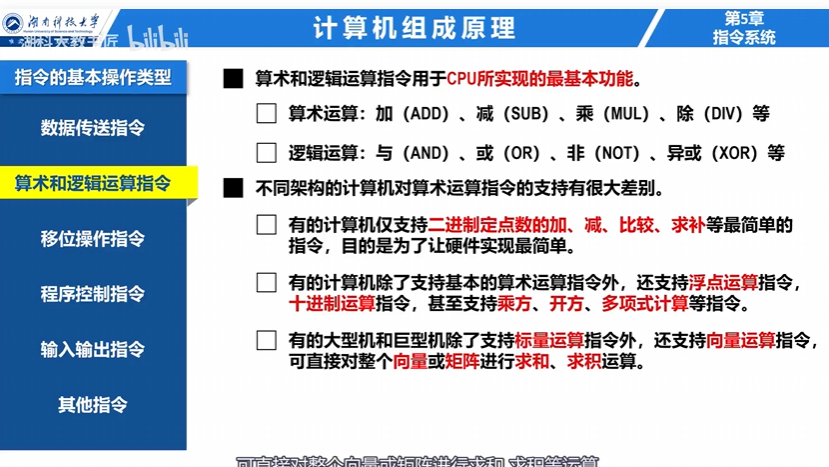 湖南科技大学
Hunan University of Science and Technology
计算机组成原理
第5章
指令系统
bilibili
指令的基本操作类型
数据传送指令
算术和逻辑运算指令
移位操作指令
程序控制指令
输入输出指令
其他指令
算术和逻辑运算指令用于CPU所实现的最基本功能。
算术运算：加（ADD）、减（SUB）、乘（MUL）、除（DIV）等
逻辑运算：与（AND）、或（OR）、非（NOT）、异或（XOR）等
不同架构的计算机对算术运算指令的支持有很大差别。
有的计算机仅支持二进制定点数的加、减、比较、求补等最简单的
指令，目的是为了让硬件实现最简单。
有的计算机除了支持基本的算术运算指令外，还支持浮点运算指令，
十进制运算指令，甚至支持乘方、开方、多项式计算等指令。
有的大型机和巨型机除了支持标量运算指令外，还支持向量运算指令，
可直接对整个向量或矩阵进行求和、求积运算。
可直接对整个向量或矩阵进行求和 求积等运算